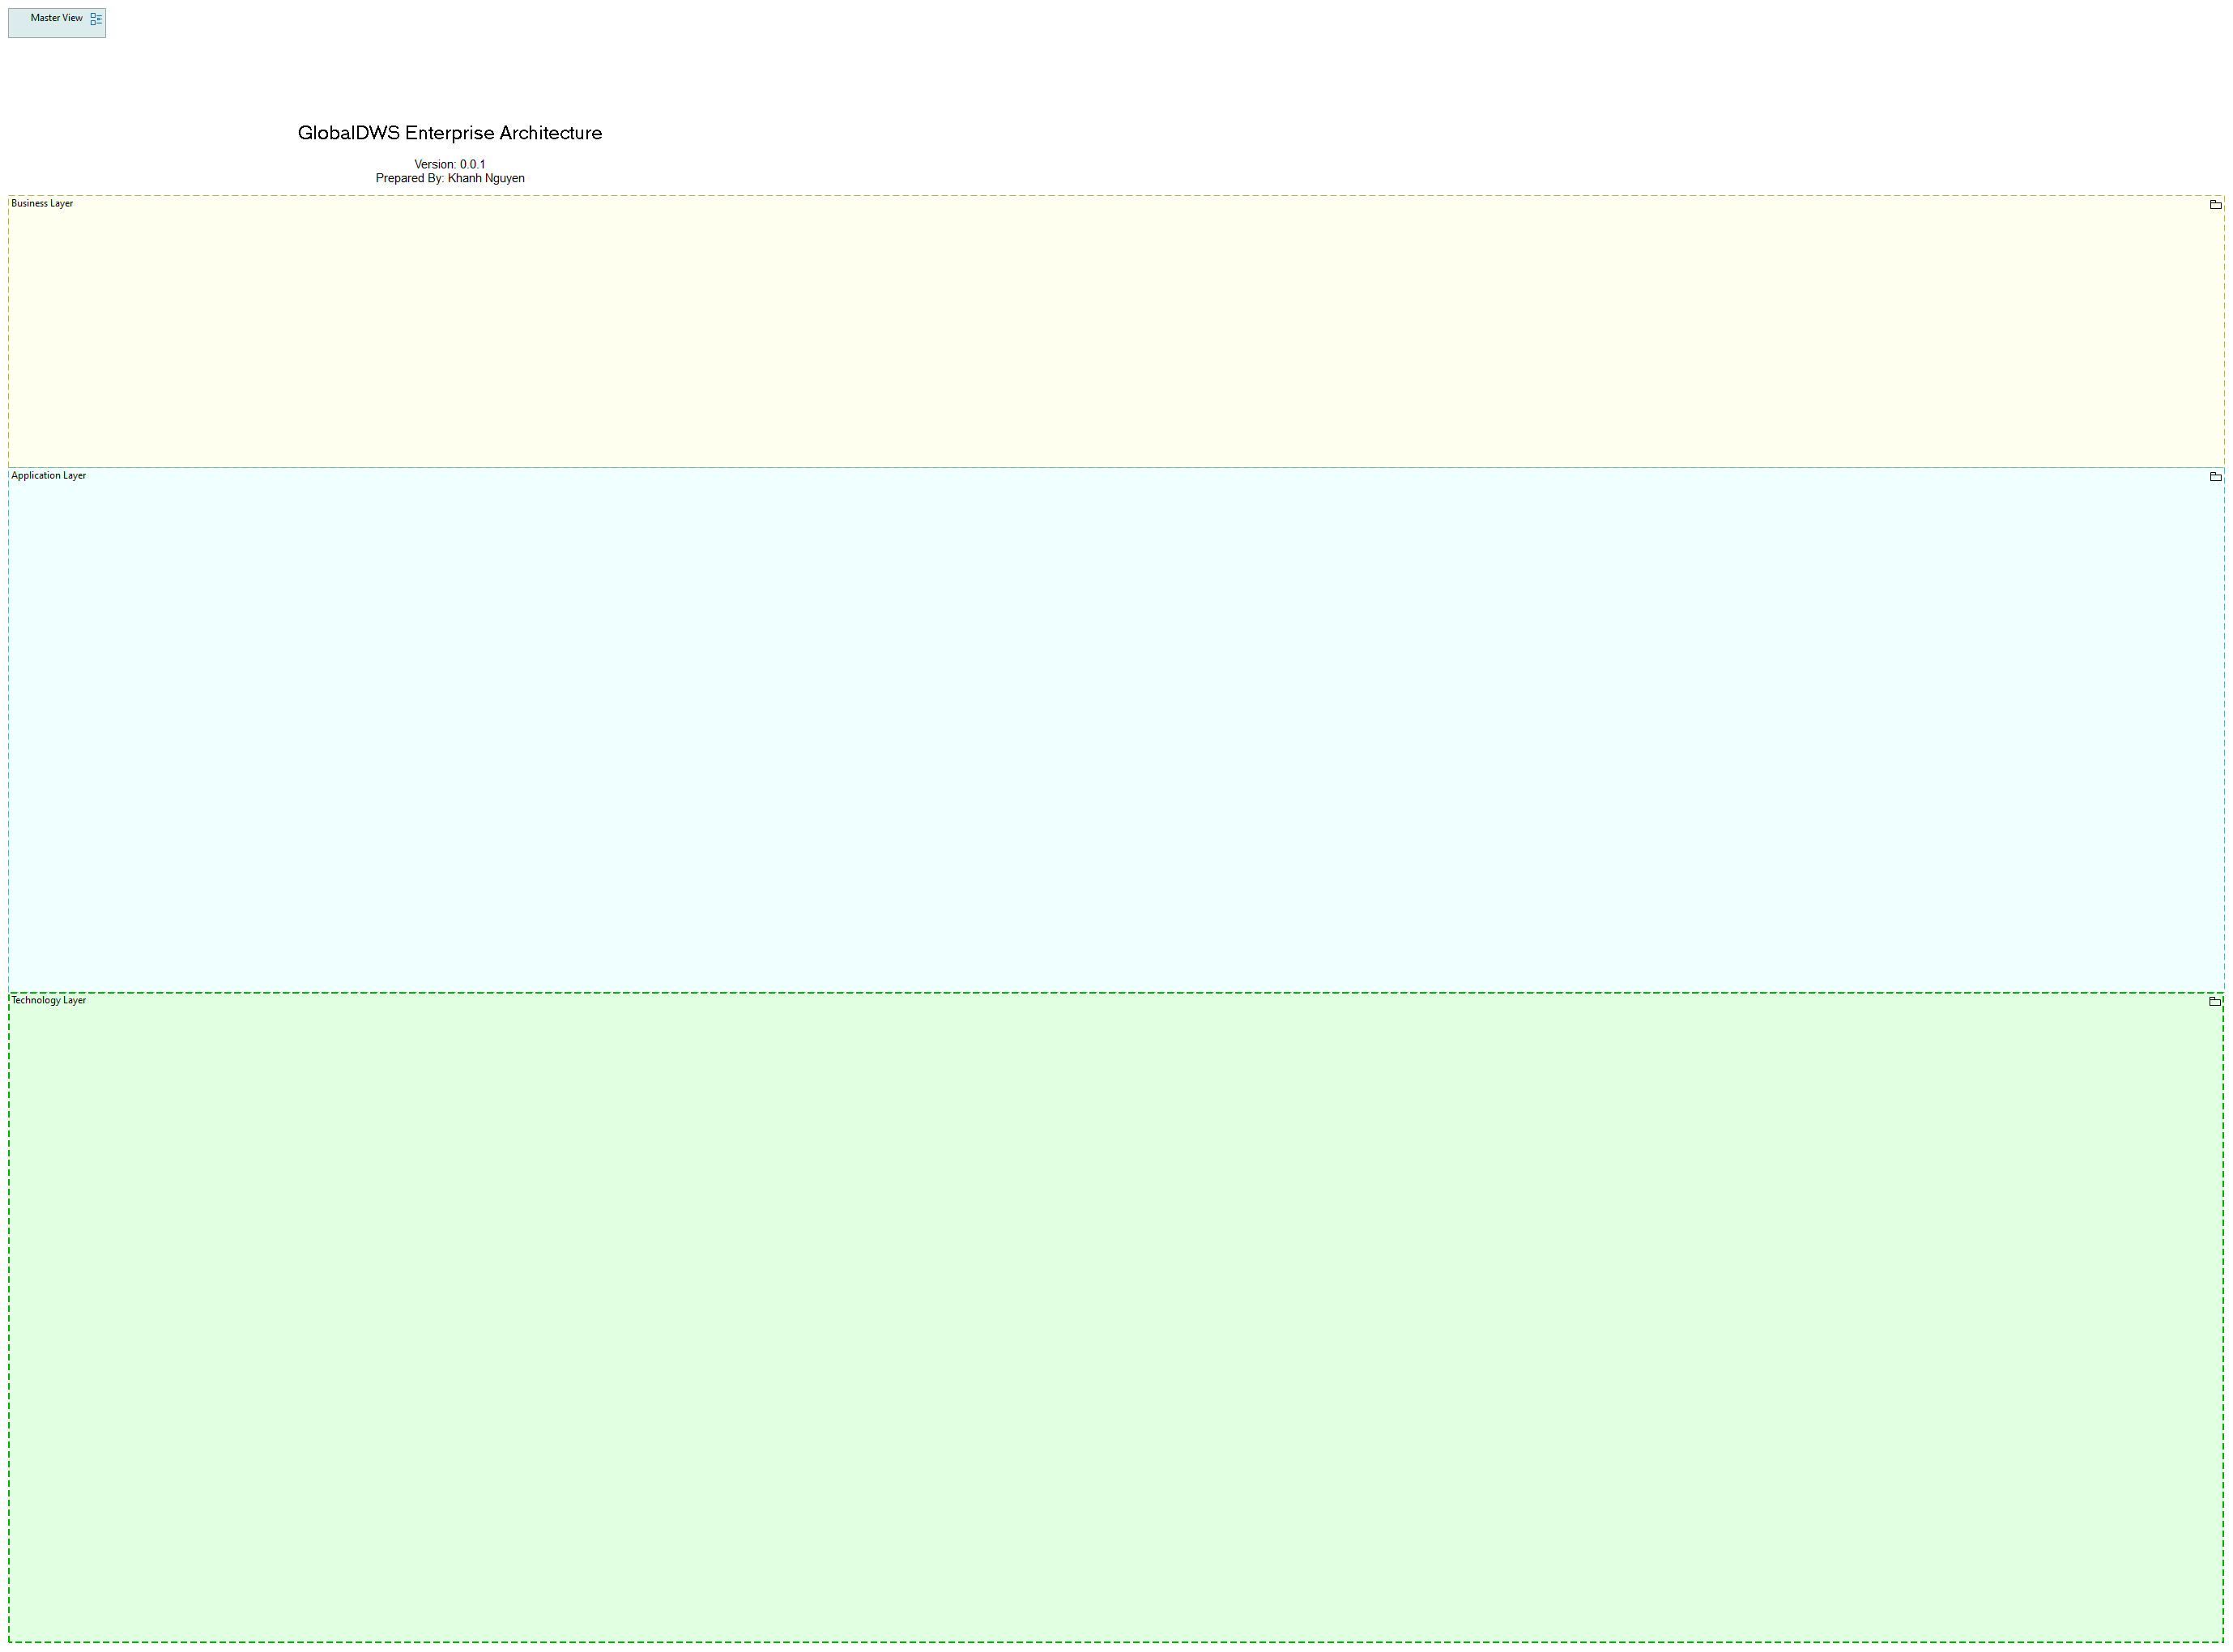 Master View
GlobalDWS Enterprise Architecture
Version: 0.0.1
Prepared By: Khanh Nguyen
Business Layer
Application Layer
Technology Layer